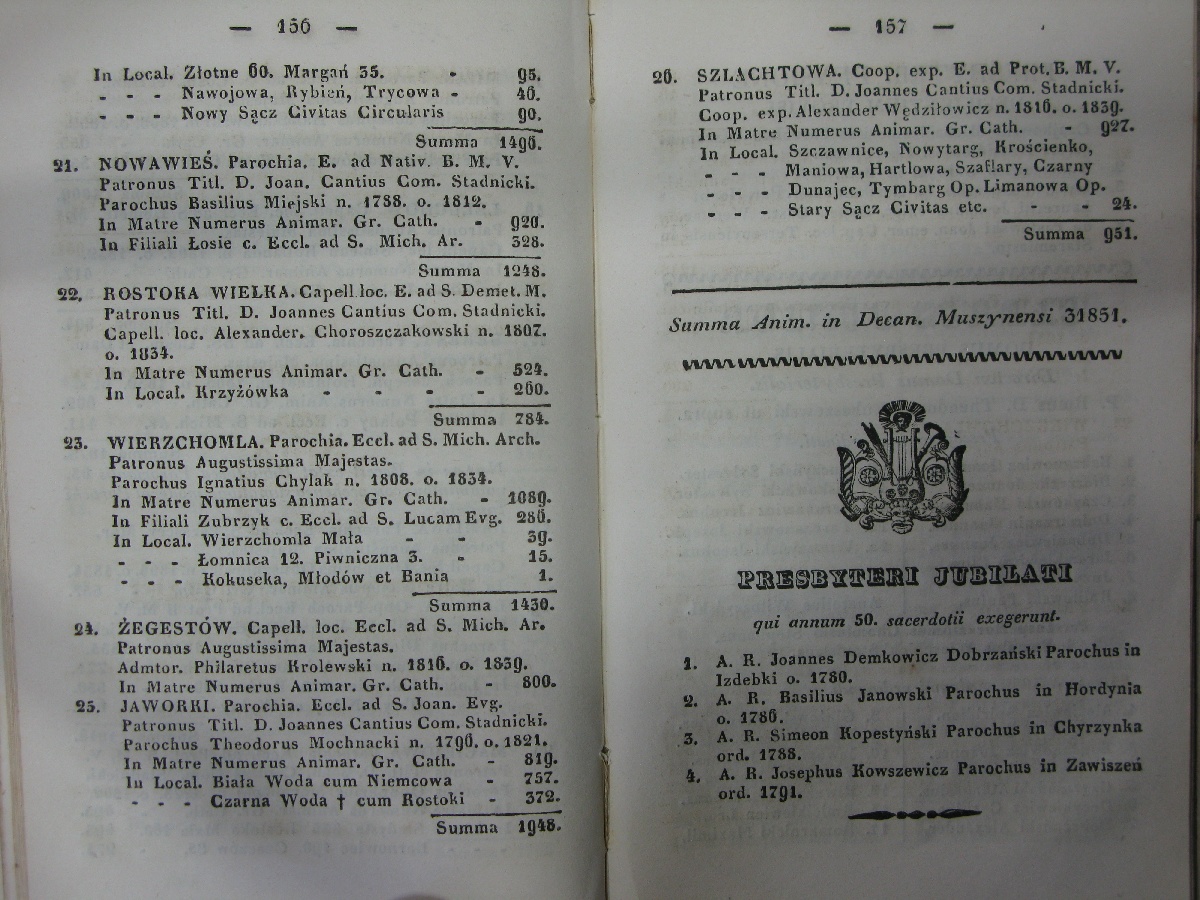 — 156 —
In Local. Złotne 60. Margań 35. - 95.
- - - Nawojowa, Rybień, Trycowa - 46.
- - - Nowy Sącz Civitas Circularis 90.
Summa 1496.
21. NOWAWIEŚ. Parochia. E. ad Nativ. B. M. V.
Patronus Titl. D. Joan. Cantius Com. Stadnicki.
Parochus Basilius Miejski n. 1788. o. 1812.
In Matre Numerus Animar. Gr. Cath. - 920.
In Filiali Łosie c. Eccl. ad S. Mich. Ar. 328.
Summa 1248.
22. ROSTOKA WIELKA. Capell. loc. E. ad S. Demet. M.
Patronus Titl. D. Joannes Cantius Com. Stadnicki.
Capell. loc. Alexander. Choroszczakowski n. 1807.
o. 1834.
In Matre Numerus Animar. Gr. Cath. - 524.
In Local. Krzyżówka - - - - 260.
Summa 784.
23. WIERZCHOMLA. Parochia. Eccl. ad S. Mich. Arch.
Patronus Augustissima Majestas.
Parochus Ignatius Chylak n. 1808. o. 1834.
In Matre Numerus Animar. Gr. Cath. - 1089.
In Filiali Zubrzyk c. Eccl. ad S. Lucam Evg. 286.
In Local. Wierzchomla Mała - - 39.
- - - Łomnica 12. Piwniczna 3. - 15.
- - - Kokuseka, Młodów et Bania 1.
Summa 1430.
24. ŻEGESTÓW. Capell. loc. Eccl. ad S. Mich. Ar.
Patronus Augustissima Majestas.
Admtor. Philaretus Krolewski n. 1816. o. 1839.
In Matre Numerus Animar. Gr. Cath. - 800.
25. JAWORKI. Parochia. Eccl. ad S. Joan. Evg.
Patronus Titl. D. Joannes Cantius Com. Stadnicki.
Parochus Theodorus Mochnacki n. 1796. o. 1821.
In Matre Numerus Animar. Gr. Cath. - 819.
In Local. Biała Woda cum Niemcowa - 757.
- - - Czarna Woda † cum Rostoki - 372.
Summa 1948.
— 157 —
26. SZLACHTOWA. Coop. exp. E. ad Prot. B. M. V.
Patronus Titl. D. Joannes Cantius Com. Stadnicki.
Coop. exp. Alexander Wędziłowicz n. 1816. o. 1839.
In Matre Numerus Animar. Gr. Cath. - 927.
In Local. Szczawnice, Nowytarg, Krościenko,
- - - Maniowa, Hartlowa, Szaflary, Czarny
- - - Dunajec, Tymbarg Op. Limanowa Op.
- - - Stary Sącz Civitas etc. - - 24.
Summa 951.
Summa Anim. in Decan. Muszynensi 31851.
PRESBYTERI JUBILATI
qui annum 50. sacerdotii exegerunt.
1. A. R. Joannes Demkowicz Dobrzański Parochus in
Izdebki o. 1780.
2. A. R. Basilius Janowski Parochus in Hordynia
o. 1786.
3. A. R. Simeon Kopestyński Parochus in Chyrzynka
ord. 1788.
4. A. R. Josephus Kowszewicz Parochus in Zawiszeń
ord. 1791.